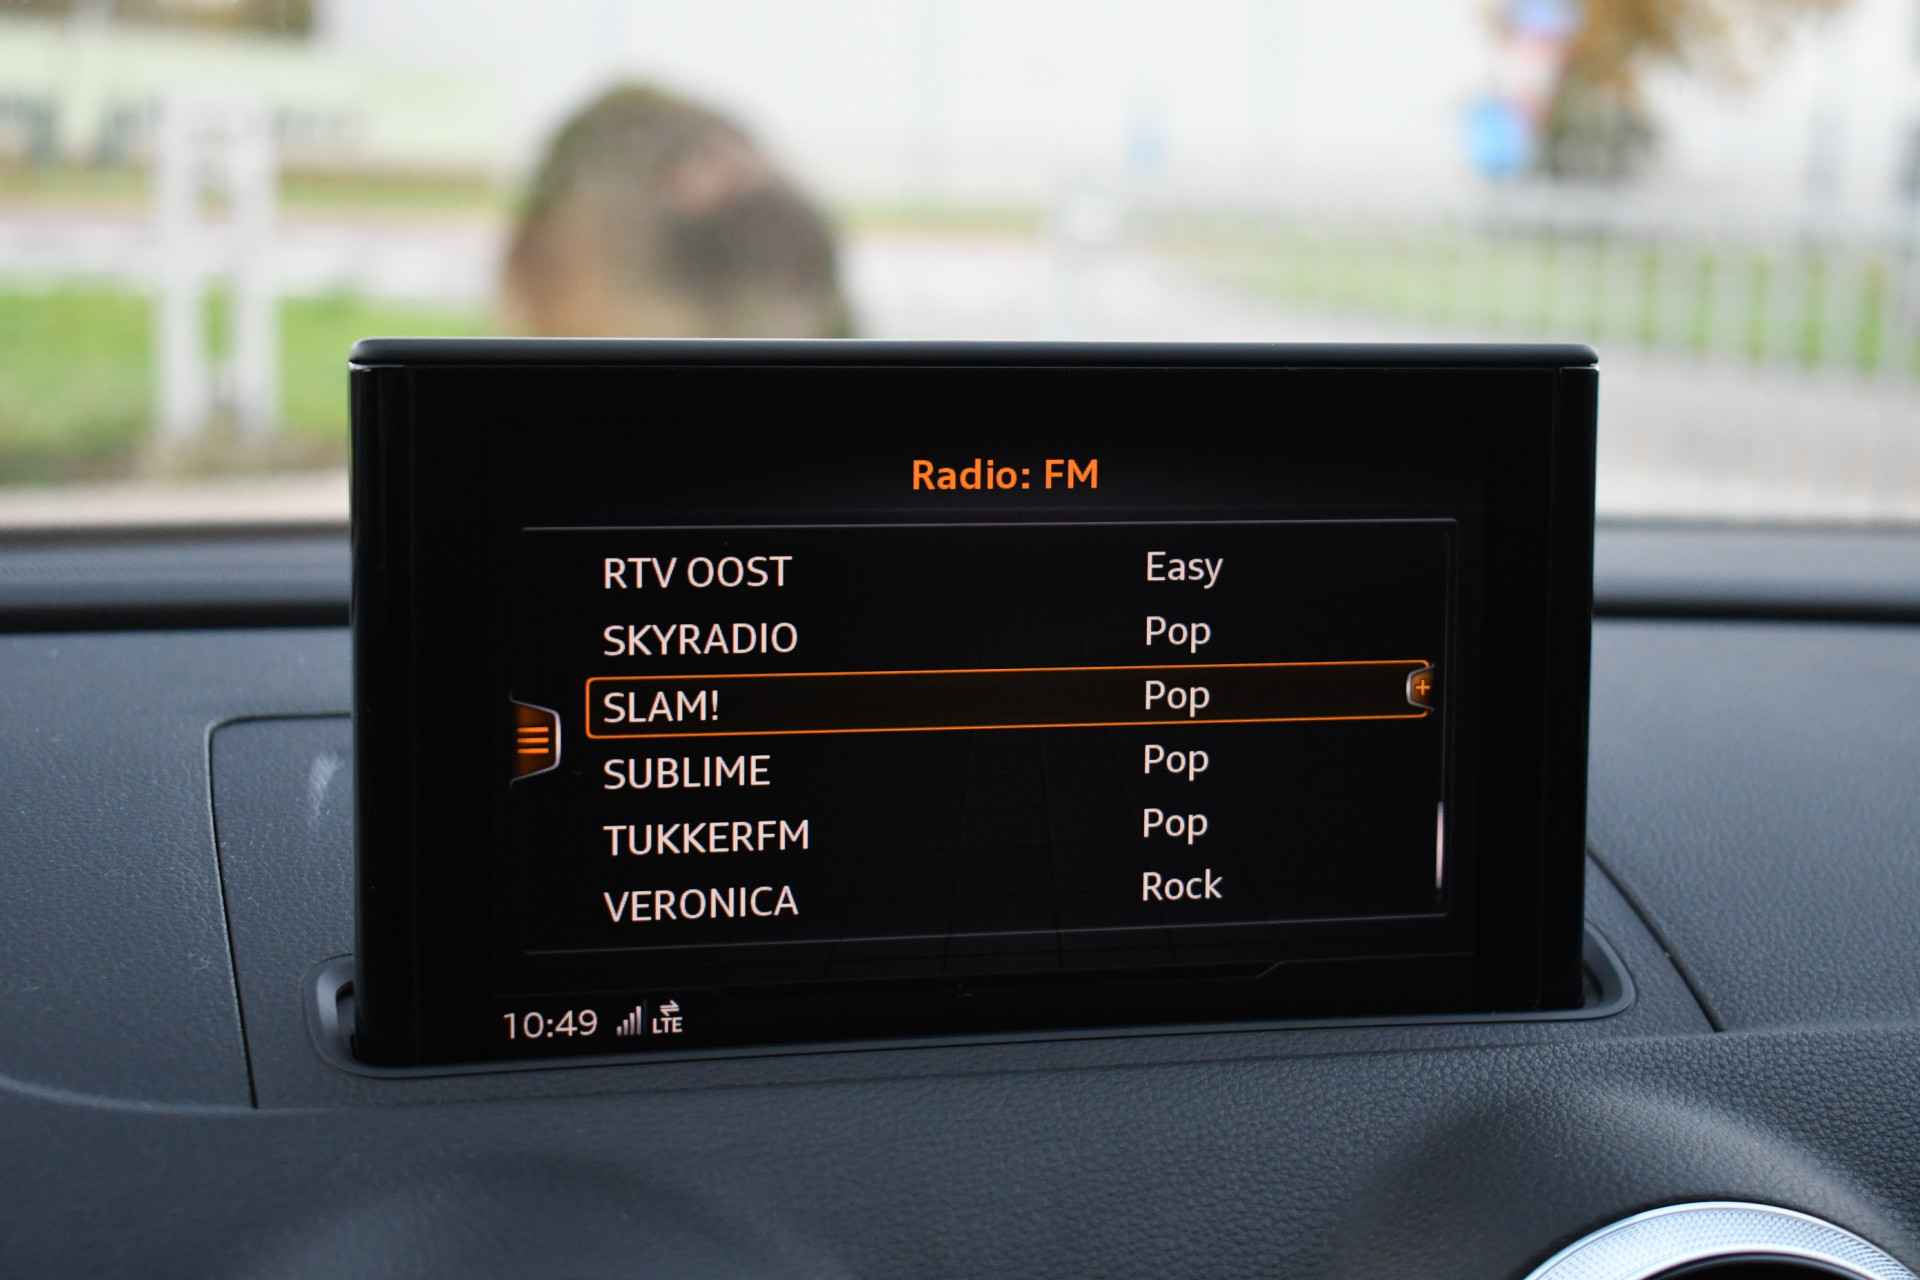 Radio: FM
RTV OOST Easy
SKYRADIO Pop
SLAM! Pop
SUBLIME Pop
TUKKERFM Pop
VERONICA Rock
10:49 LTE